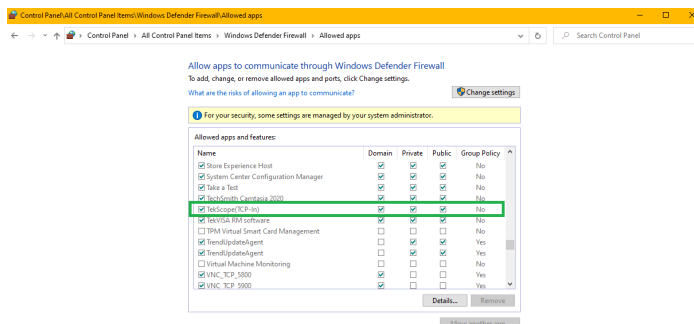 Control Panel\All Control Panel Items\Windows Defender Firewall\Allowed apps
Control Panel > All Control Panel Items > Windows Defender Firewall > Allowed apps
Search Control Panel
Allow apps to communicate through Windows Defender Firewall
To add, change, or remove allowed apps and ports, click Change settings.
What are the risks of allowing an app to communicate?
Change settings
For your security, some settings are managed by your system administrator.
Allowed apps and features:
Name Domain Private Public Group Policy
Store Experience Host No
System Center Configuration Manager No
Take a Test No
TechSmith Camtasia 2020 No
TekScope(TCP-In) No
TekVISA RM software No
TPM Virtual Smart Card Management No
TrendUpdateAgent Yes
TrendUpdateAgent Yes
Virtual Machine Monitoring No
VNC_TCP_5800 Yes
VNC_TCP_5900 Yes
Details... Remove
Allow another app...